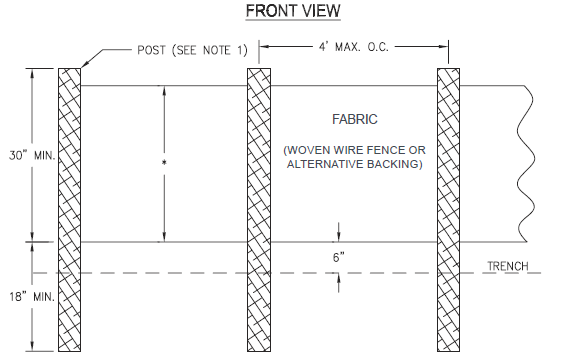 FRONT VIEW
POST (SEE NOTE 1)
4' MAX. O.C.
FABRIC
(WOVEN WIRE FENCE OR
ALTERNATIVE BACKING)
30" MIN.
*
6"
TRENCH
18" MIN.